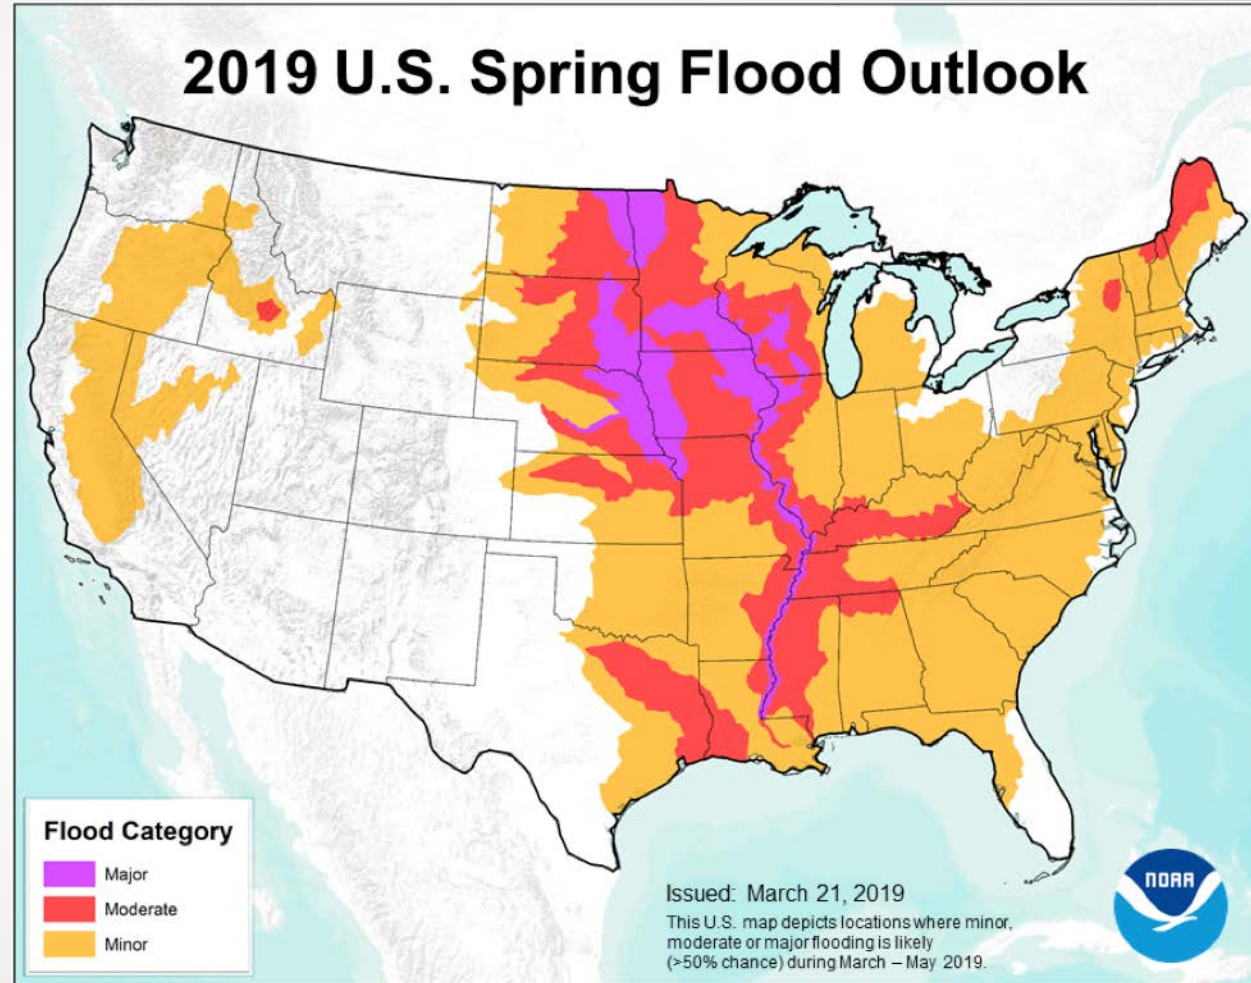 2019 U.S. Spring Flood Outlook
Flood Category
Major
Moderate
Minor
Issued: March 21, 2019
This U.S. map depicts locations where minor,
moderate or major flooding is likely
(>50% chance) during March – May 2019.
NOAA